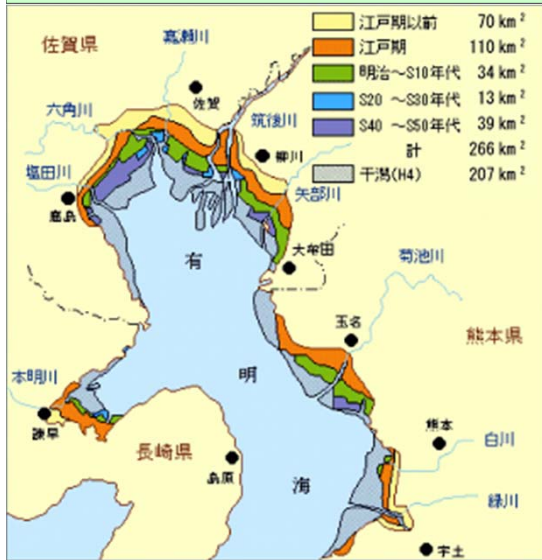 江戸期以前 70 km²
江戸期 110 km²
明治～S10年代 34 km²
S20 ～S30年代 13 km²
S40 ～S50年代 39 km²
計 266 km²
干潟(H4) 207 km²
佐賀県
嘉瀬川
佐賀
六角川
筑後川
柳川
塩田川
鹿島
矢部川
大牟田
菊池川
有
明
海
玉名
熊本県
本明川
諫早
長崎県
島原
熊本
白川
緑川
宇土